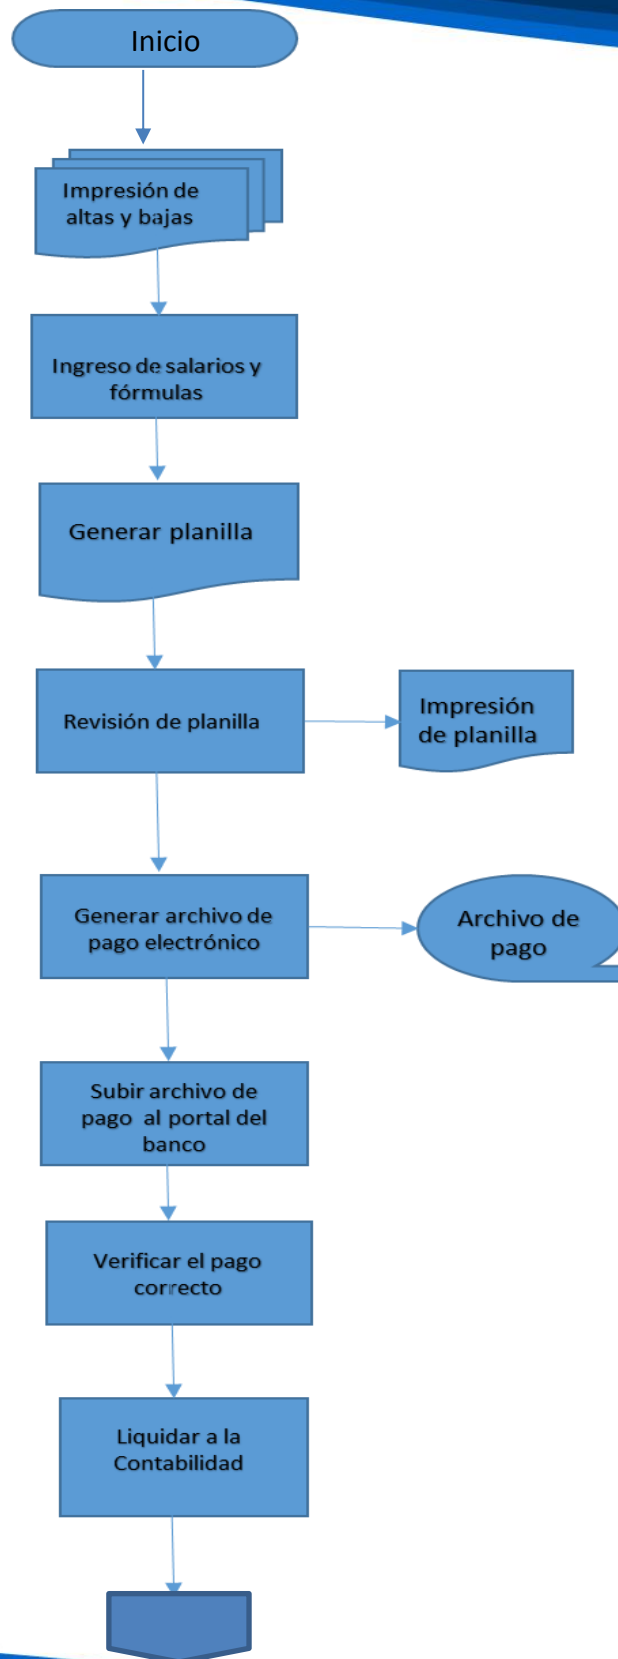 Inicio
Impresión de
altas y bajas
Ingreso de salarios y
fórmulas
Generar planilla
Revisión de planilla
Impresión
de planilla
Generar archivo de
pago electrónico
Archivo de
pago
Subir archivo de
pago al portal del
banco
Verificar el pago
correcto
Liquidar a la
Contabilidad